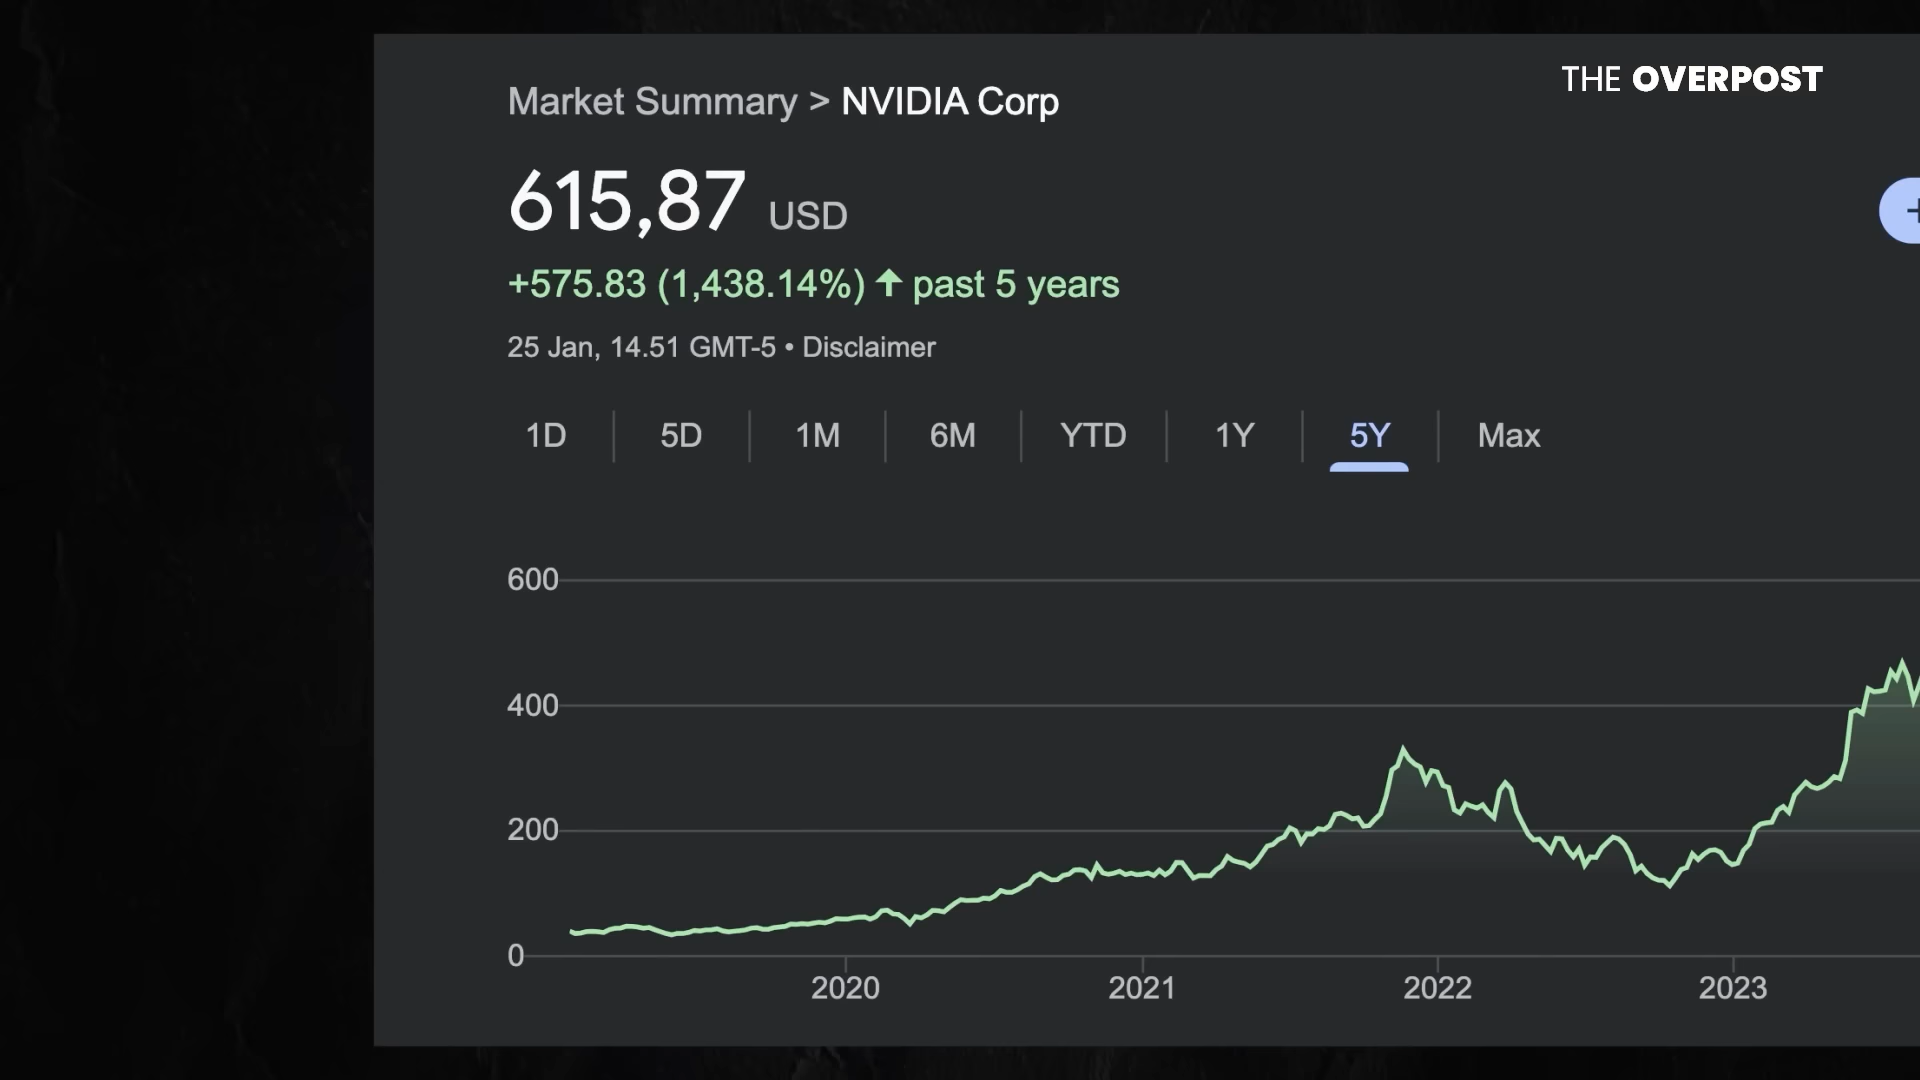 THE OVERPOST
Market Summary > NVIDIA Corp
615,87 USD
+575.83 (1,438.14%) ↑ past 5 years
25 Jan, 14.51 GMT-5 • Disclaimer
1D 5D 1M 6M YTD 1Y 5Y Max
600
400
200
0
2020 2021 2022 2023